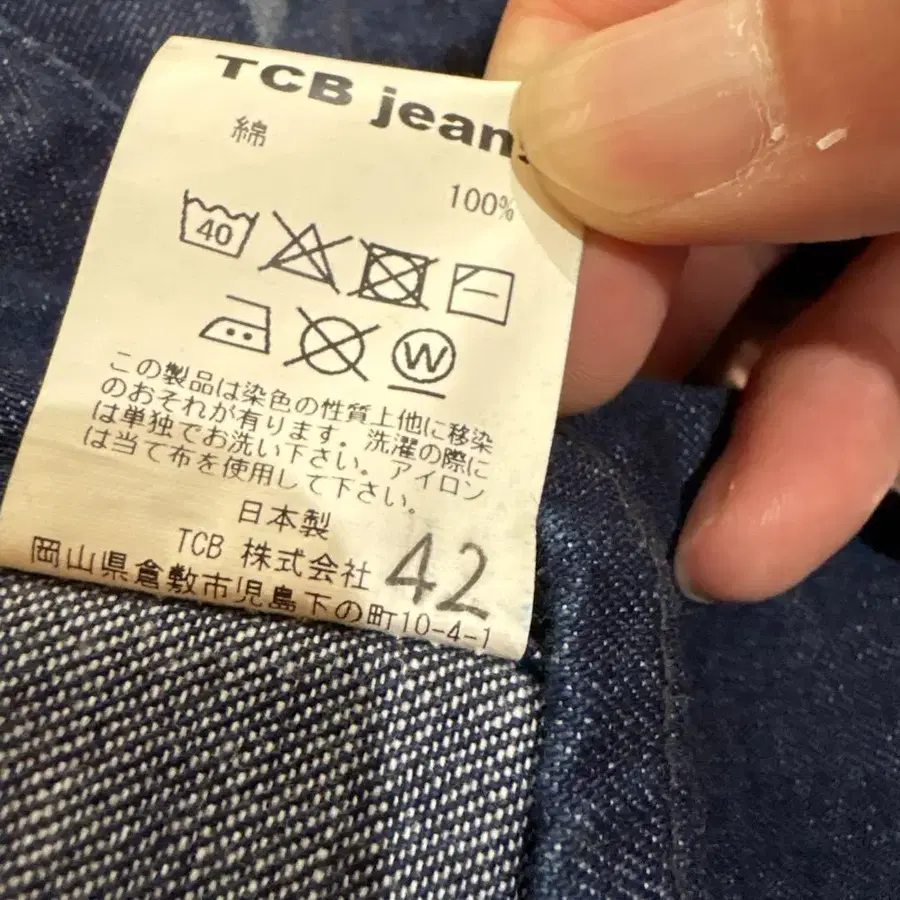 TCB jeans
綿
100%
40
W
この製品は染色の性質上他に移染
のおそれが有ります。洗濯の際に
は単独でお洗い下さい。アイロン
は当て布を使用して下さい。
日本製
TCB 株式会社
42
岡山県倉敷市児島下の町10-4-1